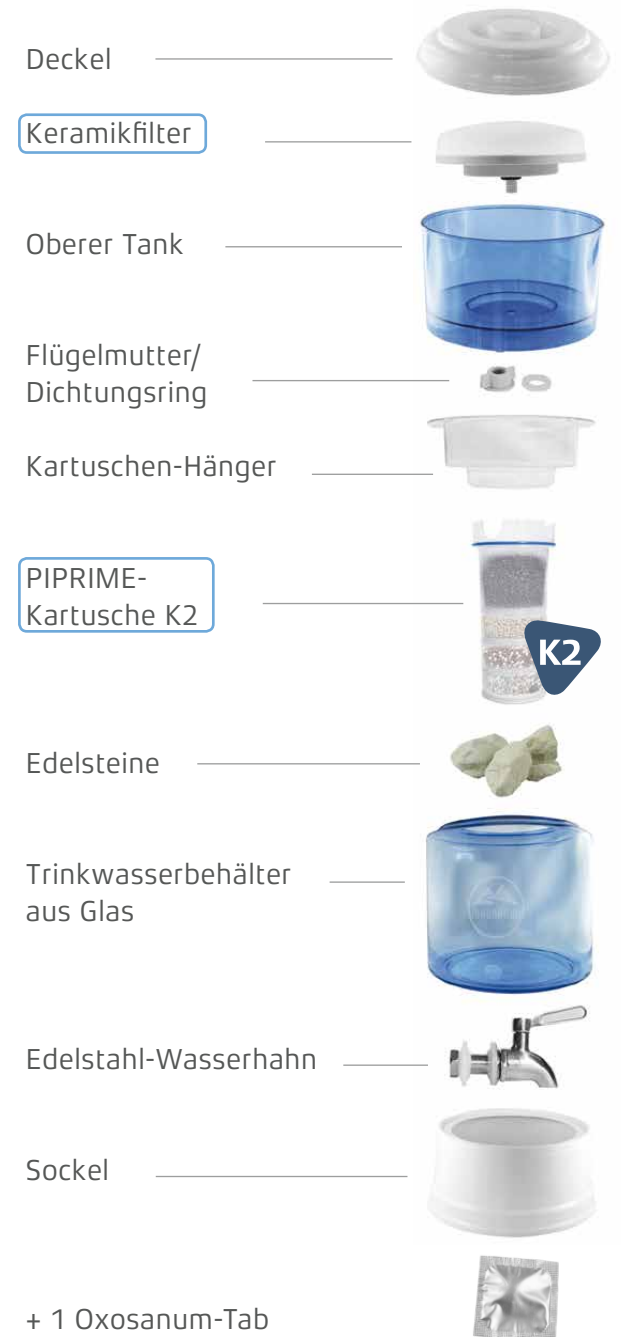 Deckel
Keramikfilter
Oberer Tank
Flügelmutter/
Dichtungsring
Kartuschen-Hänger
PIPRIME-
Kartusche K2
K2
Edelsteine
Trinkwasserbehälter
aus Glas
Edelstahl-Wasserhahn
Sockel
+ 1 Oxosanum-Tab